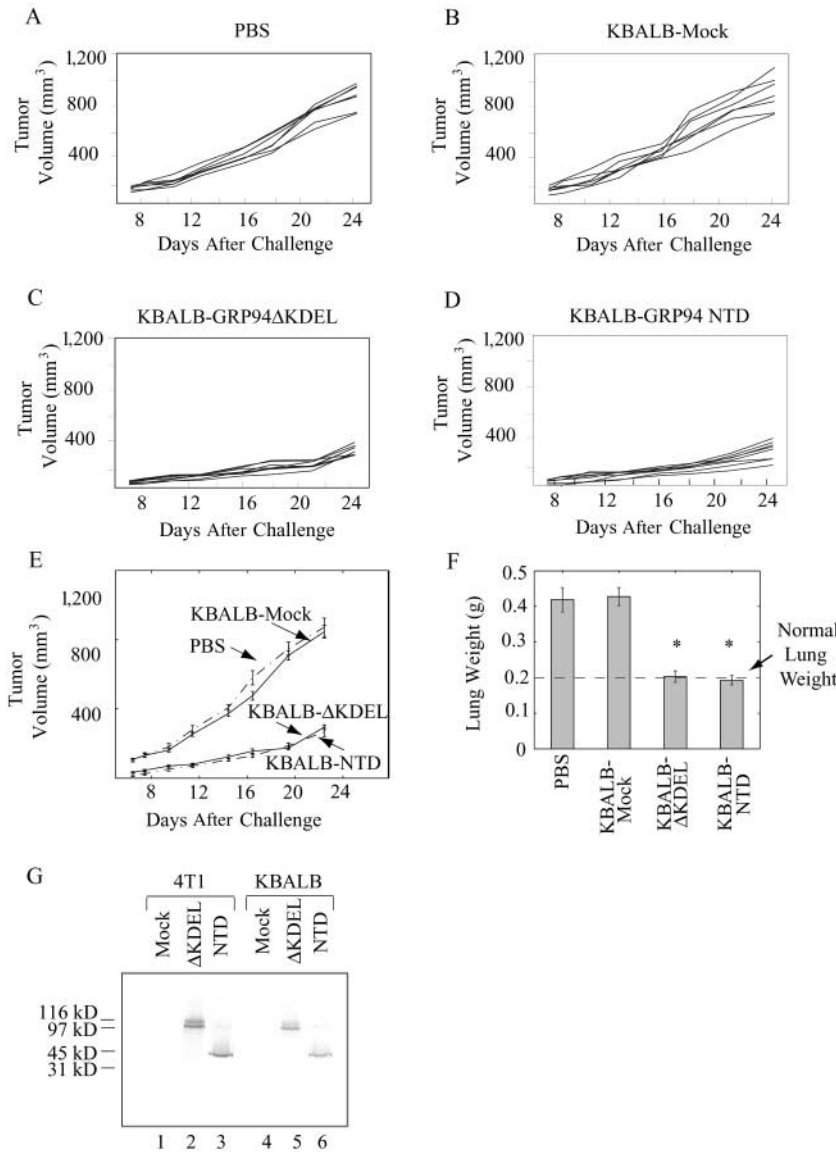 A
PBS
1,200
800
400
Tumor
Volume (mm³)
8 12 16 20 24
Days After Challenge
B
KBALB-Mock
1,200
800
400
Tumor
Volume (mm³)
8 12 16 20 24
Days After Challenge
C
KBALB-GRP94ΔKDEL
1,200
800
400
Tumor
Volume (mm³)
8 12 16 20 24
Days After Challenge
D
KBALB-GRP94 NTD
1,200
800
400
Tumor
Volume (mm³)
8 12 16 20 24
Days After Challenge
E
1,200
800
400
Tumor
Volume (mm³)
KBALB-Mock
PBS
KBALB-ΔKDEL
KBALB-NTD
8 12 16 20 24
Days After Challenge
F
0.5
0.4
0.3
0.2
0.1
0
Lung Weight (g)
* *
Normal
Lung
Weight
PBS
KBALB-
Mock
KBALB-
ΔKDEL
KBALB-
NTD
G
4T1 KBALB
Mock ΔKDEL NTD Mock ΔKDEL NTD
116 kD
97 kD
45 kD
31 kD
1 2 3 4 5 6